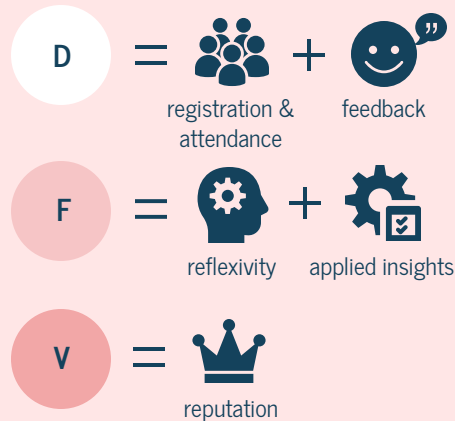 D = + ”
registration & feedback
attendance
F = +
reflexivity applied insights
V =
reputation